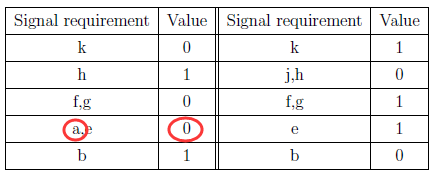 Signal requirement Value Signal requirement Value
k 0 k 1
h 1 j,h 0
f,g 0 f,g 1
a,e 0 e 1
b 1 b 0